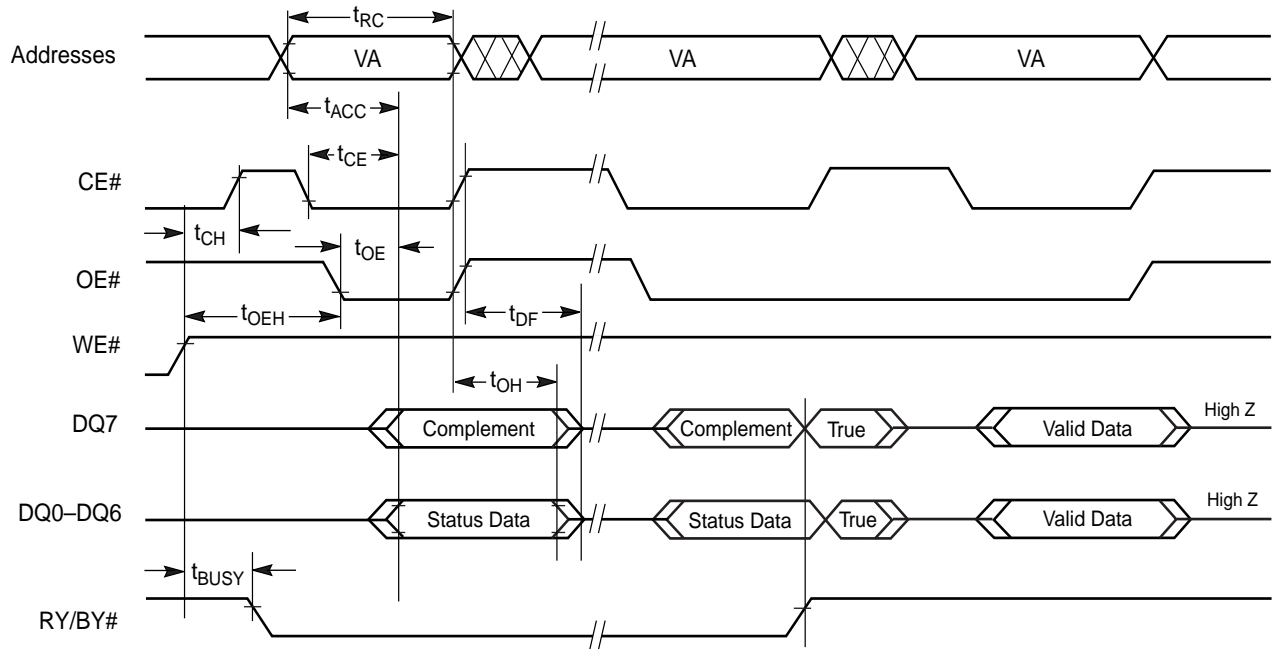 tRC
Addresses VA VA VA
tACC
tCE
CE#
tCH tOE
OE#
tOEH tDF
WE#
tOH
DQ7 Complement Complement True Valid Data High Z
DQ0–DQ6 Status Data Status Data True Valid Data High Z
tBUSY
RY/BY#